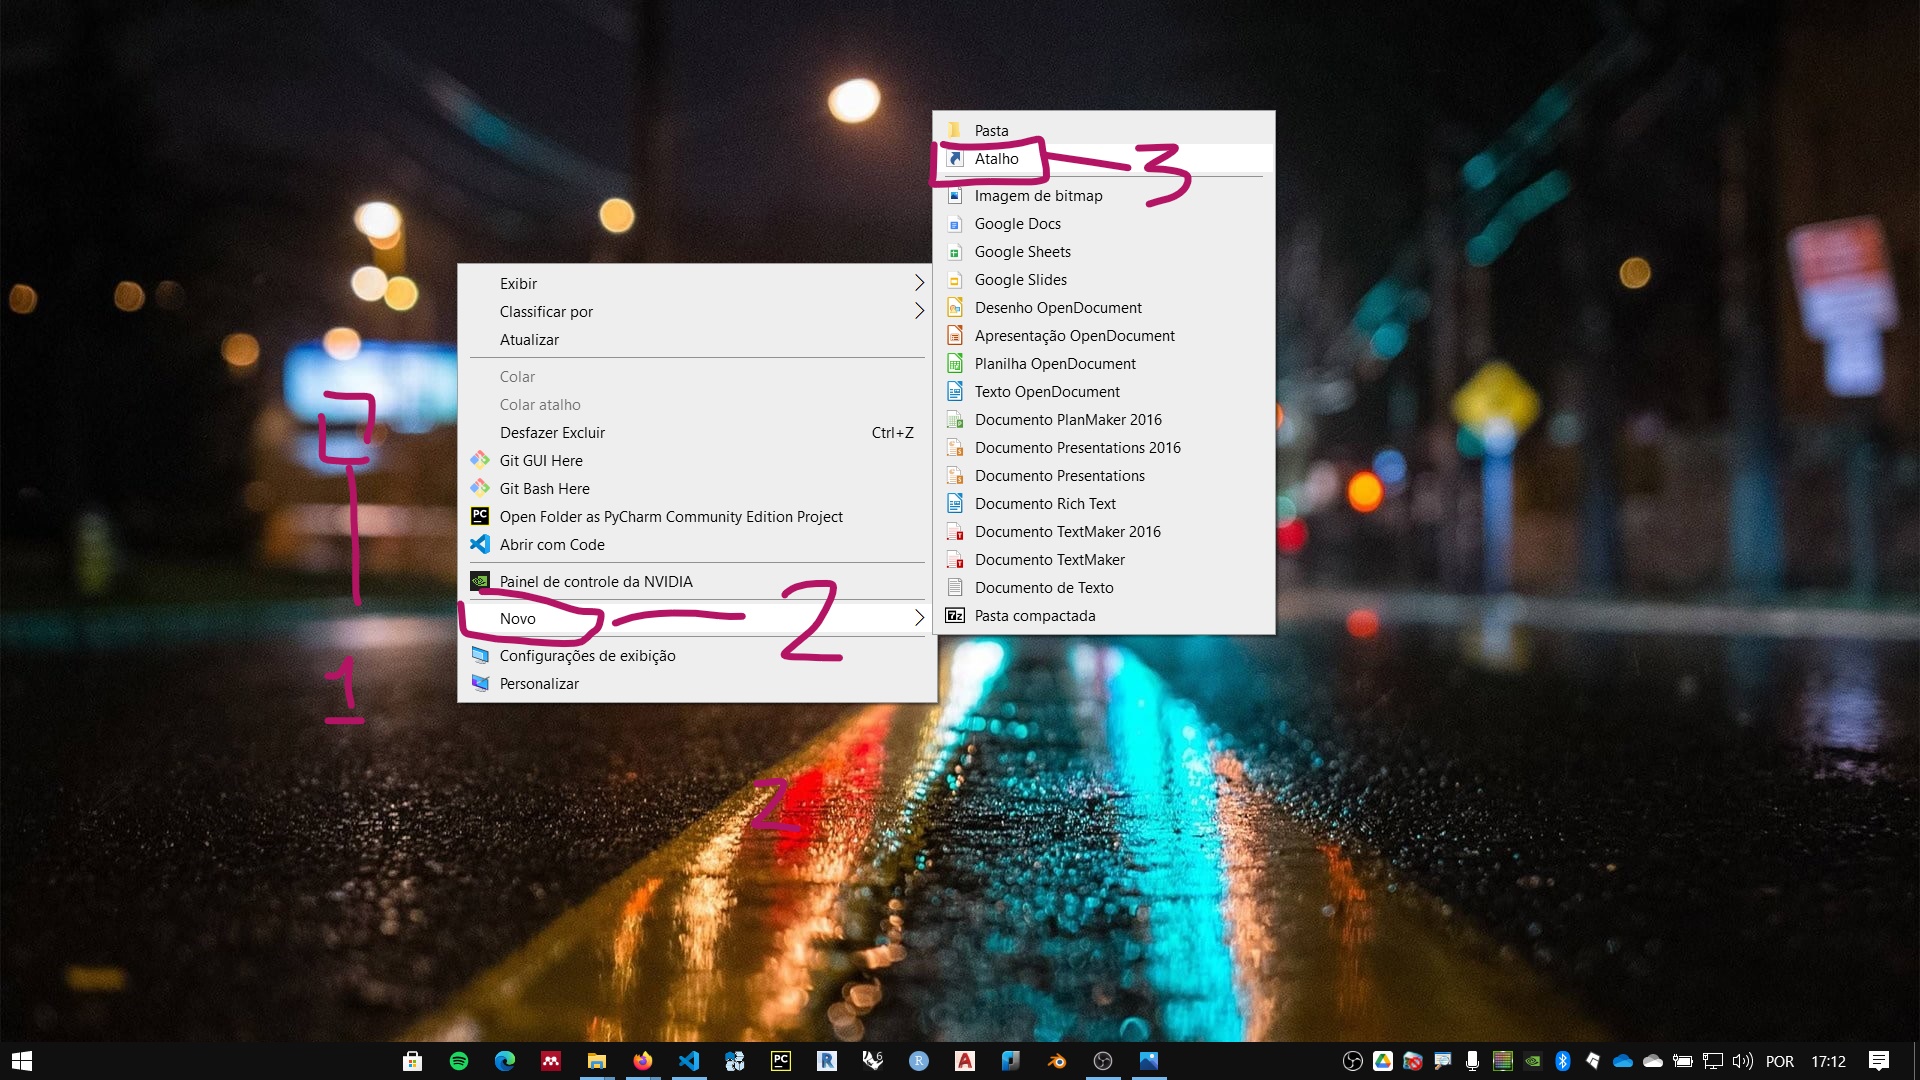 Pasta
Atalho
3
Imagem de bitmap
Google Docs
Google Sheets
Google Slides
Desenho OpenDocument
Apresentação OpenDocument
Planilha OpenDocument
Texto OpenDocument
Documento PlanMaker 2016
Documento Presentations 2016
Documento Presentations
Documento Rich Text
Documento TextMaker 2016
Documento TextMaker
Documento de Texto
7z Pasta compactada
Exibir
Classificar por
Atualizar
Colar
Colar atalho
Desfazer Excluir Ctrl+Z
Git GUI Here
Git Bash Here
PC Open Folder as PyCharm Community Edition Project
Abrir com Code
Painel de controle da NVIDIA
Novo
2
Configurações de exibição
Personalizar
1
2
PC R 6 R A
POR 17:12